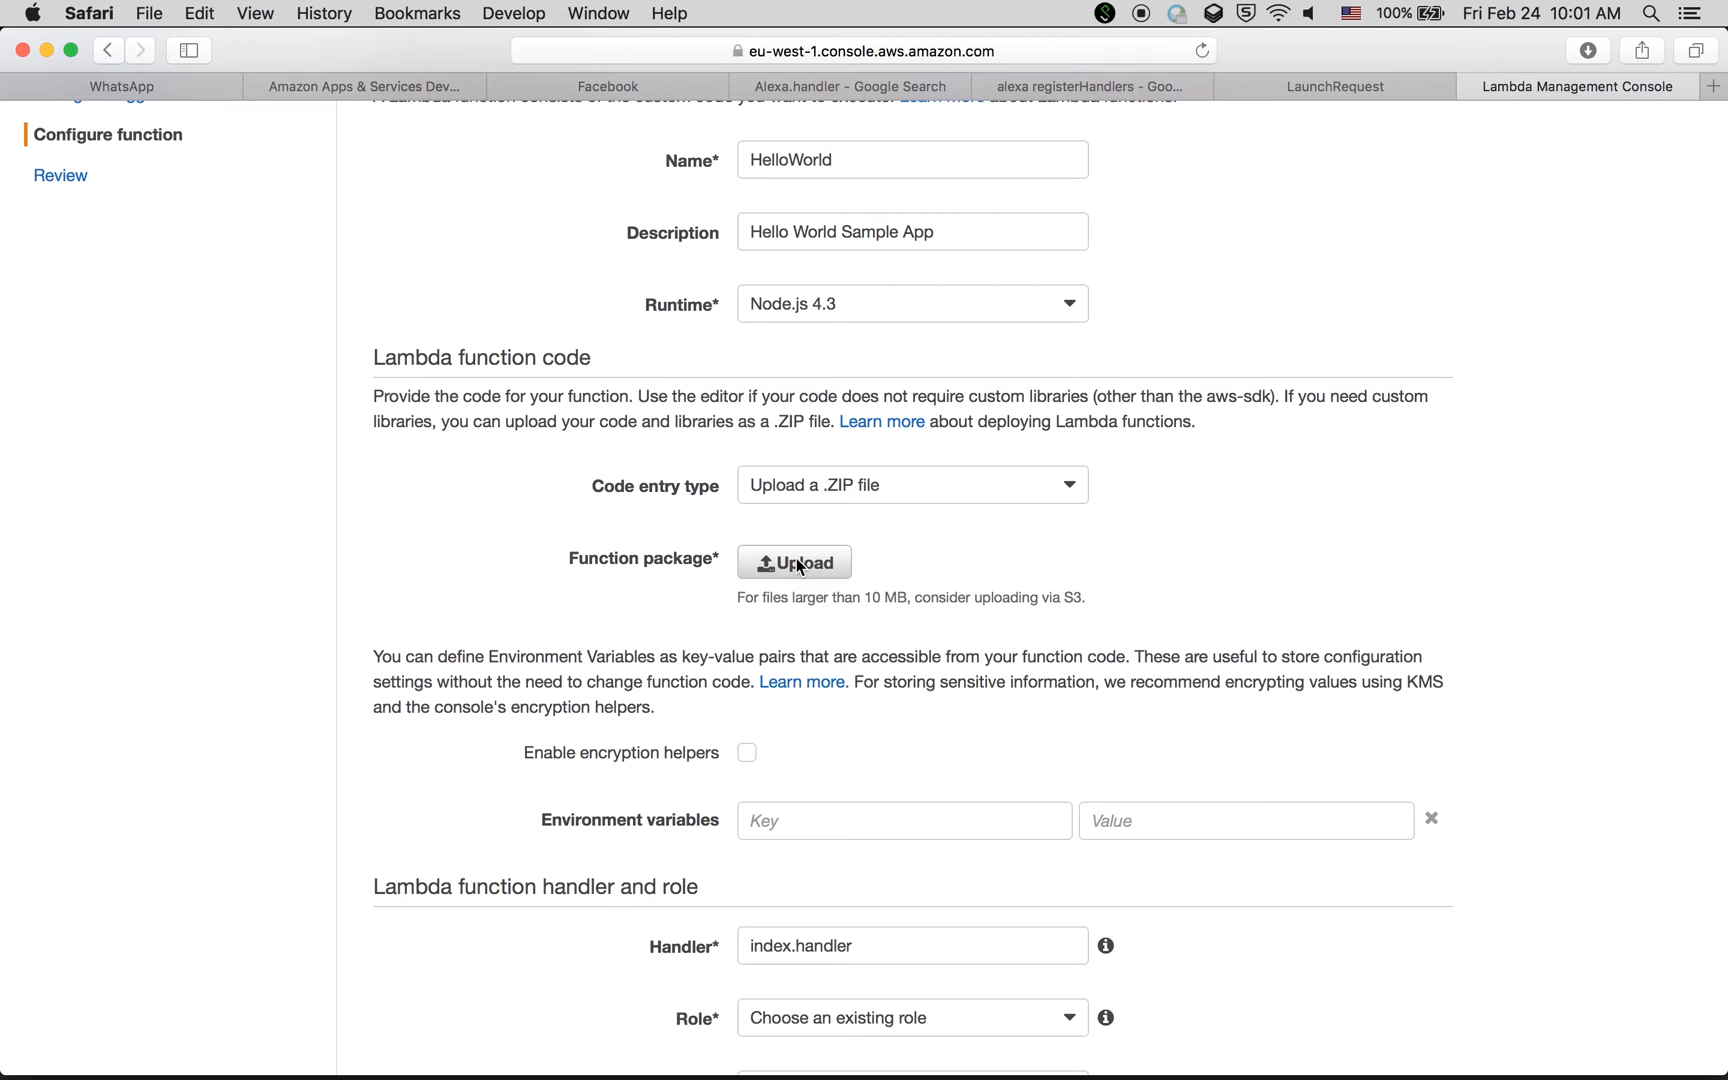 Safari File Edit View History Bookmarks Develop Window Help 100% Fri Feb 24 10:01 AM
eu-west-1.console.aws.amazon.com
WhatsApp Amazon Apps & Services Dev... Facebook Alexa.handler - Google Search alexa registerHandlers - Goo... LaunchRequest Lambda Management Console
Configure function
Review
Name* HelloWorld
Description Hello World Sample App
Runtime* Node.js 4.3
Lambda function code
Provide the code for your function. Use the editor if your code does not require custom libraries (other than the aws-sdk). If you need custom
libraries, you can upload your code and libraries as a .ZIP file. Learn more about deploying Lambda functions.
Code entry type Upload a .ZIP file
Function package* Upload
For files larger than 10 MB, consider uploading via S3.
You can define Environment Variables as key-value pairs that are accessible from your function code. These are useful to store configuration
settings without the need to change function code. Learn more. For storing sensitive information, we recommend encrypting values using KMS
and the console's encryption helpers.
Enable encryption helpers
Environment variables Key Value
Lambda function handler and role
Handler* index.handler
Role* Choose an existing role